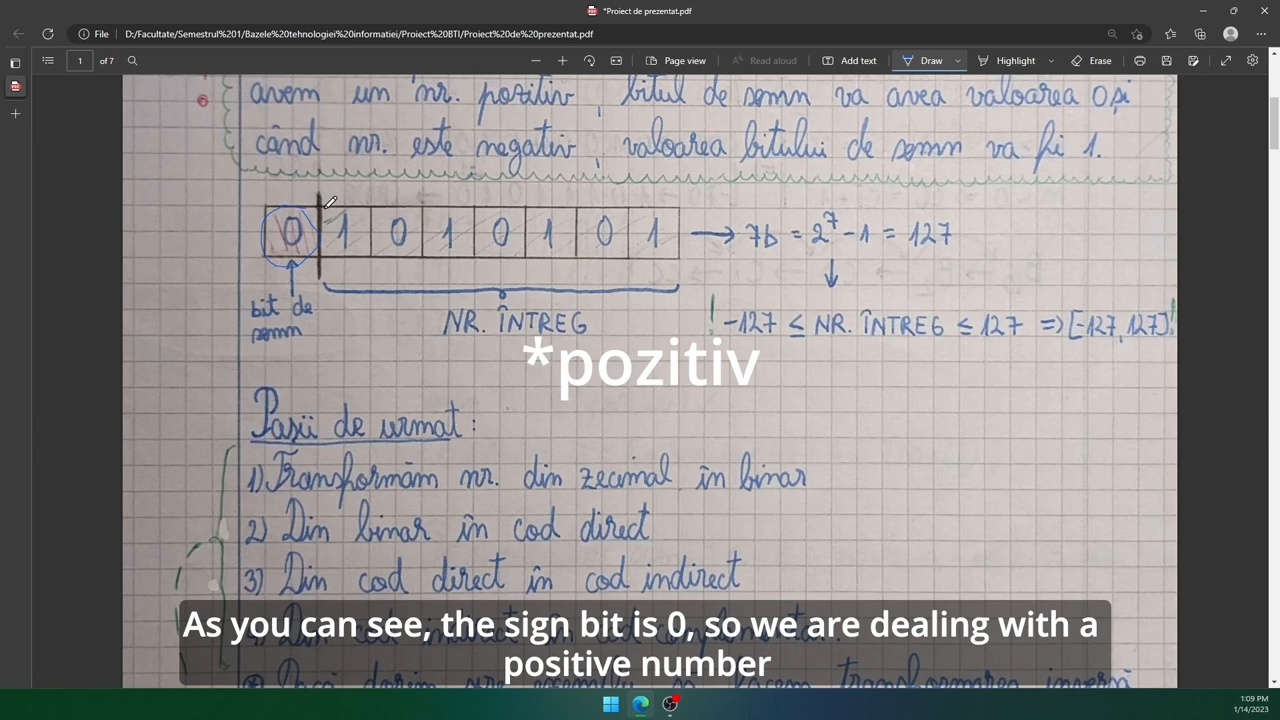 *Proiect de prezentat.pdf
File D:/Facultate/Semestrul%201/Bazele%20tehnologiei%20informatiei/Proiect%20BTI/Proiect%20de%20prezentat.pdf
1 of 7 Page view Read aloud Add text Draw Highlight Erase
avem un nr. pozitiv, bitul de semn va avea valoarea 0, și
când nr. este negativ, valoarea bitului de semn va fi 1.
0 1 0 1 0 1 0 1 → 7b = 2^7 - 1 = 127
bit de
semn
NR. ÎNTREG
! -127 ≤ NR. ÎNTREG ≤ 127 => [-127, 127]!
*pozitiv
Pașii de urmat:
1) Transformăm nr. din zecimal în binar
2) Din binar în cod direct
3) Din cod direct în cod indirect
As you can see, the sign bit is 0, so we are dealing with a
positive number
1:09 PM
1/14/2023